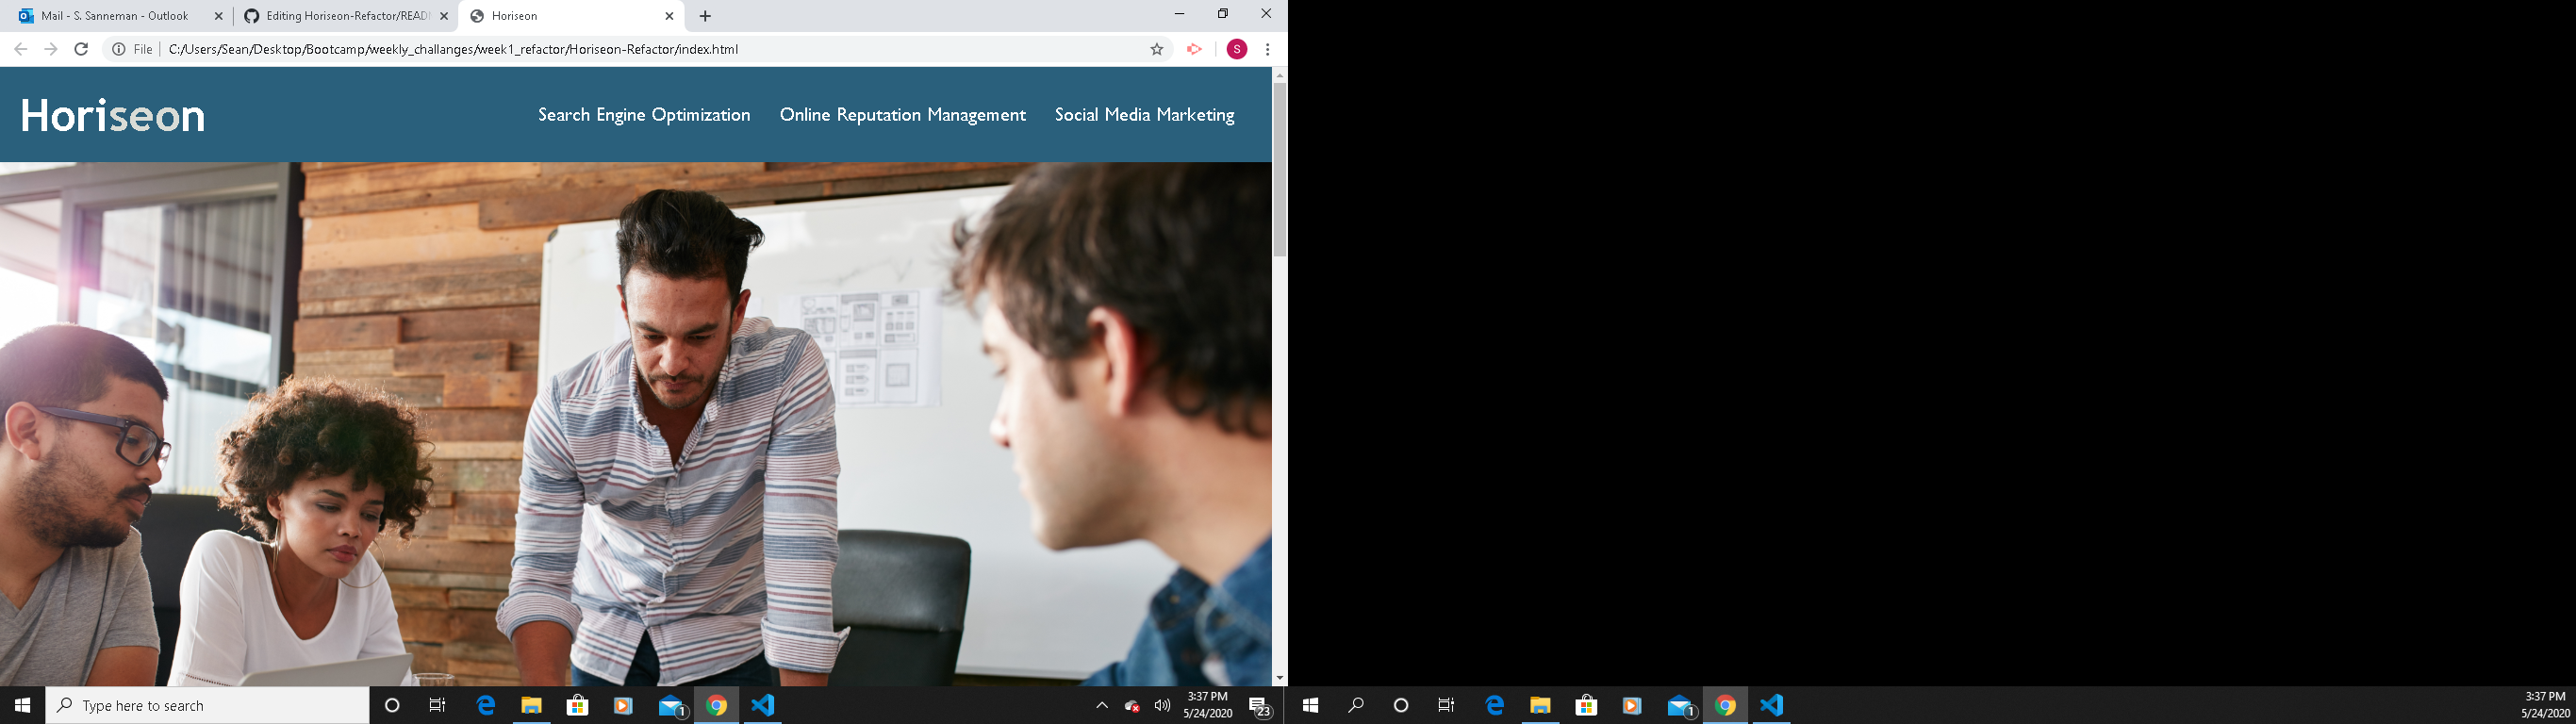 Mail - S. Sanneman - Outlook
Editing Horiseon-Refactor/READ
Horiseon
File
C:/Users/Sean/Desktop/Bootcamp/weekly_challanges/week1_refactor/Horiseon-Refactor/index.html
S
Horiseon
Search Engine Optimization
Online Reputation Management
Social Media Marketing
Type here to search
1
3:37 PM
5/24/2020
23
1
3:37 PM
5/24/2020